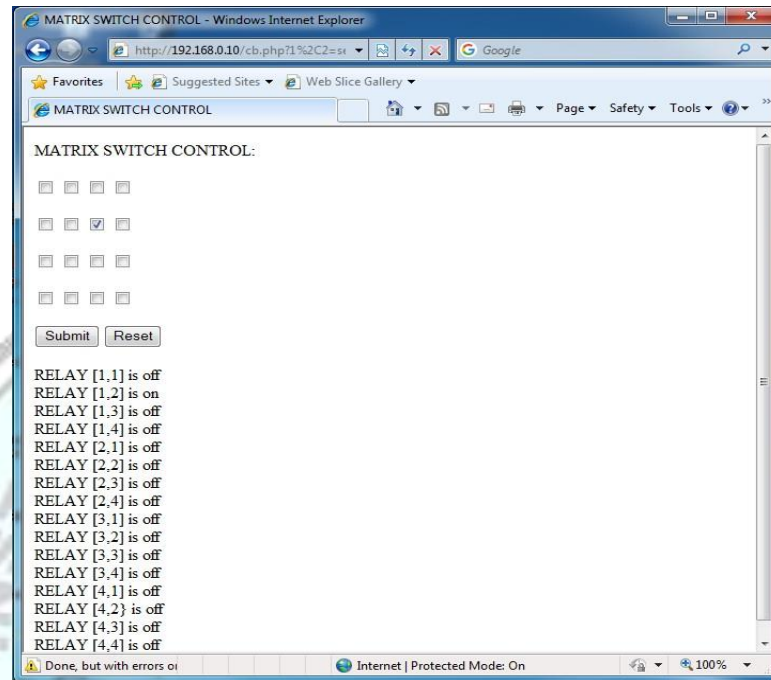 MATRIX SWITCH CONTROL - Windows Internet Explorer
http://192.168.0.10/cb.php?1%2C2=se
Google
Favorites Suggested Sites Web Slice Gallery
MATRIX SWITCH CONTROL Page Safety Tools
MATRIX SWITCH CONTROL:
Submit Reset
RELAY [1,1] is off
RELAY [1,2] is on
RELAY [1,3] is off
RELAY [1,4] is off
RELAY [2,1] is off
RELAY [2,2] is off
RELAY [2,3] is off
RELAY [2,4] is off
RELAY [3,1] is off
RELAY [3,2] is off
RELAY [3,3] is off
RELAY [3,4] is off
RELAY [4,1] is off
RELAY [4,2} is off
RELAY [4,3] is off
RELAY [4,4] is off
Done, but with errors o Internet | Protected Mode: On 100%